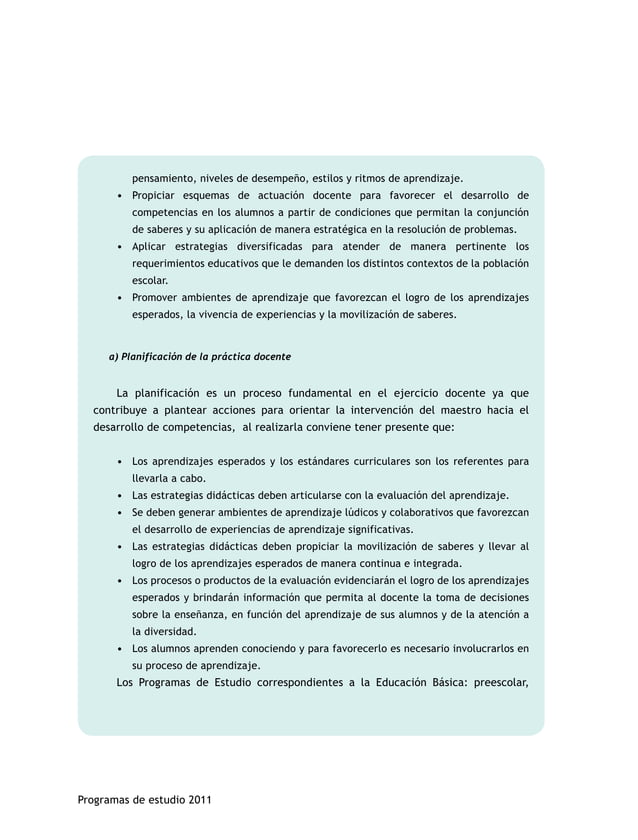 pensamiento, niveles de desempeño, estilos y ritmos de aprendizaje.
• Propiciar esquemas de actuación docente para favorecer el desarrollo de
competencias en los alumnos a partir de condiciones que permitan la conjunción
de saberes y su aplicación de manera estratégica en la resolución de problemas.
• Aplicar estrategias diversificadas para atender de manera pertinente los
requerimientos educativos que le demanden los distintos contextos de la población
escolar.
• Promover ambientes de aprendizaje que favorezcan el logro de los aprendizajes
esperados, la vivencia de experiencias y la movilización de saberes.
a) Planificación de la práctica docente
La planificación es un proceso fundamental en el ejercicio docente ya que
contribuye a plantear acciones para orientar la intervención del maestro hacia el
desarrollo de competencias, al realizarla conviene tener presente que:
• Los aprendizajes esperados y los estándares curriculares son los referentes para
llevarla a cabo.
• Las estrategias didácticas deben articularse con la evaluación del aprendizaje.
• Se deben generar ambientes de aprendizaje lúdicos y colaborativos que favorezcan
el desarrollo de experiencias de aprendizaje significativas.
• Las estrategias didácticas deben propiciar la movilización de saberes y llevar al
logro de los aprendizajes esperados de manera continua e integrada.
• Los procesos o productos de la evaluación evidenciarán el logro de los aprendizajes
esperados y brindarán información que permita al docente la toma de decisiones
sobre la enseñanza, en función del aprendizaje de sus alumnos y de la atención a
la diversidad.
• Los alumnos aprenden conociendo y para favorecerlo es necesario involucrarlos en
su proceso de aprendizaje.
Los Programas de Estudio correspondientes a la Educación Básica: preescolar,
Programas de estudio 2011